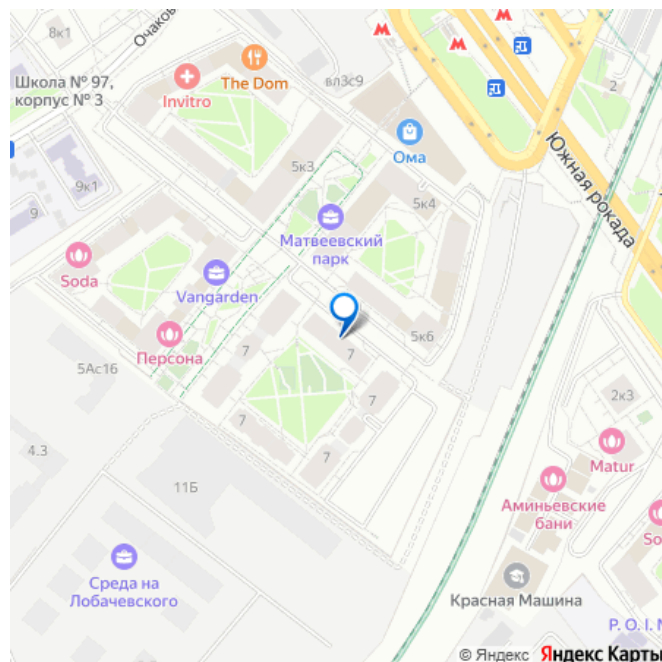 8к1
Очаков
М
М
2
The Dom
вл3с9
Школа № 97,
корпус № 3
Invitro
Ома
Южная рокада
5к3
9к1
5к4
9
Матвеевский
парк
Soda
Vangarden
5к6
Персона
7
7
5Ас16
7
2к3
7
4.3
7
Matur
11Б
Аминьевские
бани
So
Среда на
Лобачевского
Красная Машина
P. O. I. N
© Яндекс Яндекс Карты